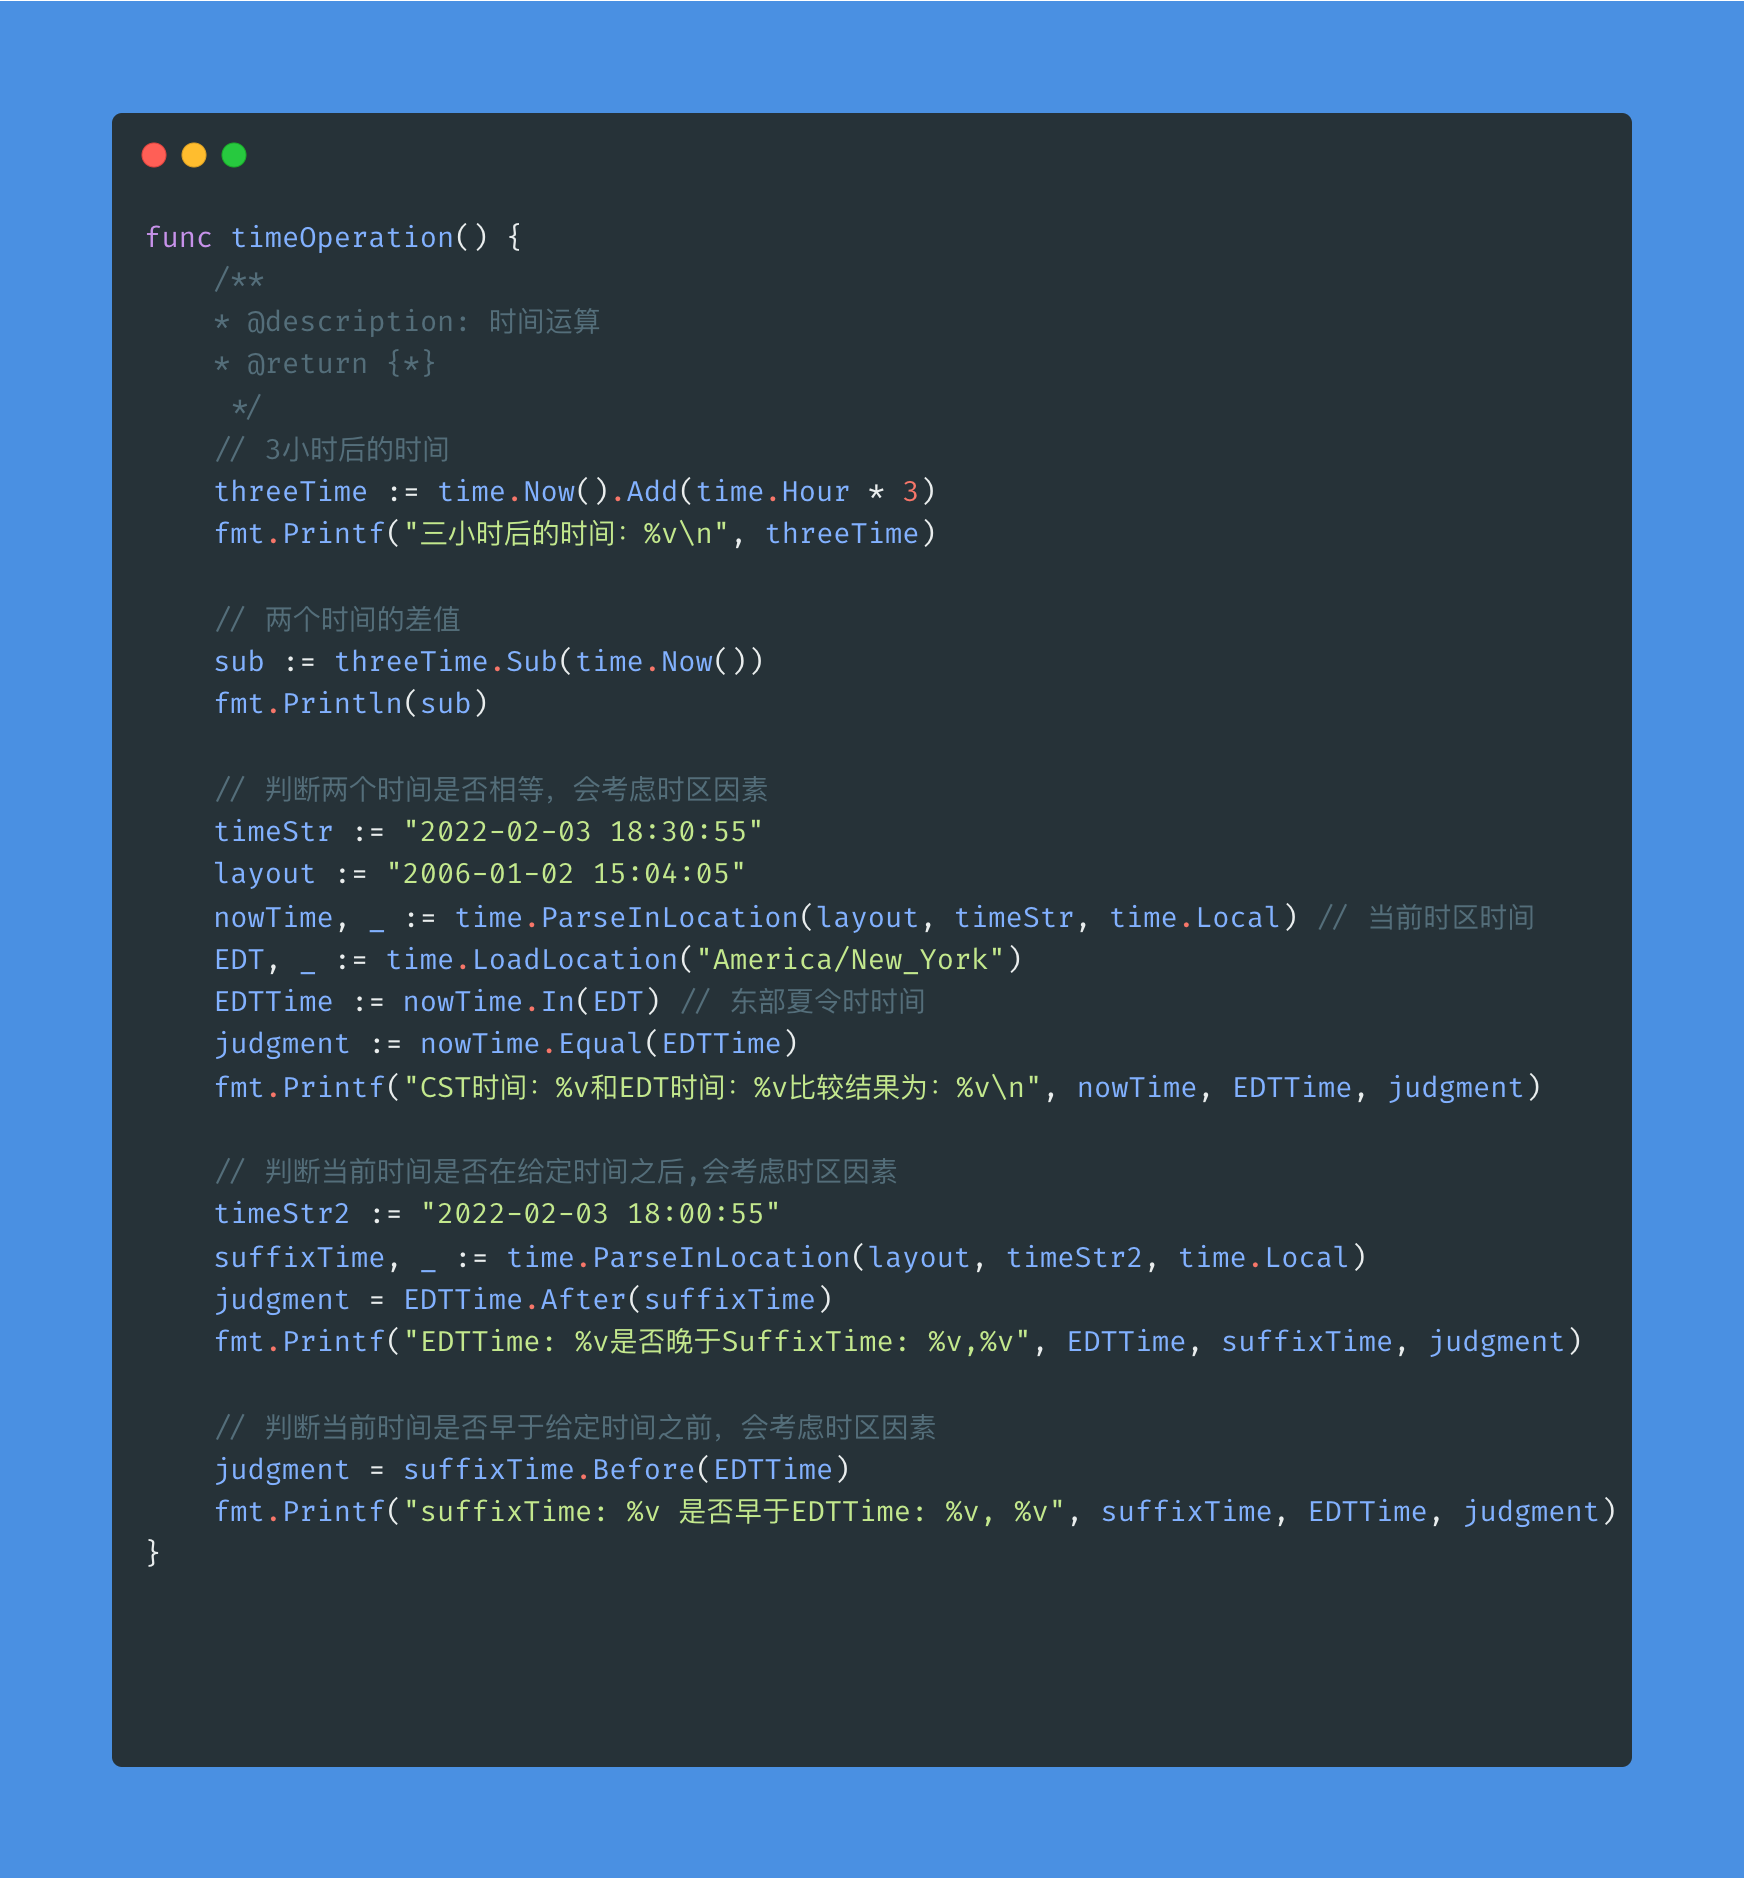 func timeOperation() {
    /**
    * @description: 时间运算
    * @return {*}
     */
    // 3小时后的时间
    threeTime := time.Now().Add(time.Hour * 3)
    fmt.Printf("三小时后的时间：%v\n", threeTime)

    // 两个时间的差值
    sub := threeTime.Sub(time.Now())
    fmt.Println(sub)

    // 判断两个时间是否相等，会考虑时区因素
    timeStr := "2022-02-03 18:30:55"
    layout := "2006-01-02 15:04:05"
    nowTime, _ := time.ParseInLocation(layout, timeStr, time.Local) // 当前时区时间
    EDT, _ := time.LoadLocation("America/New_York")
    EDTTime := nowTime.In(EDT) // 东部夏令时时间
    judgment := nowTime.Equal(EDTTime)
    fmt.Printf("CST时间：%v和EDT时间：%v比较结果为：%v\n", nowTime, EDTTime, judgment)

    // 判断当前时间是否在给定时间之后,会考虑时区因素
    timeStr2 := "2022-02-03 18:00:55"
    suffixTime, _ := time.ParseInLocation(layout, timeStr2, time.Local)
    judgment = EDTTime.After(suffixTime)
    fmt.Printf("EDTTime: %v是否晚于SuffixTime: %v,%v", EDTTime, suffixTime, judgment)

    // 判断当前时间是否早于给定时间之前，会考虑时区因素
    judgment = suffixTime.Before(EDTTime)
    fmt.Printf("suffixTime: %v 是否早于EDTTime: %v, %v", suffixTime, EDTTime, judgment)
}